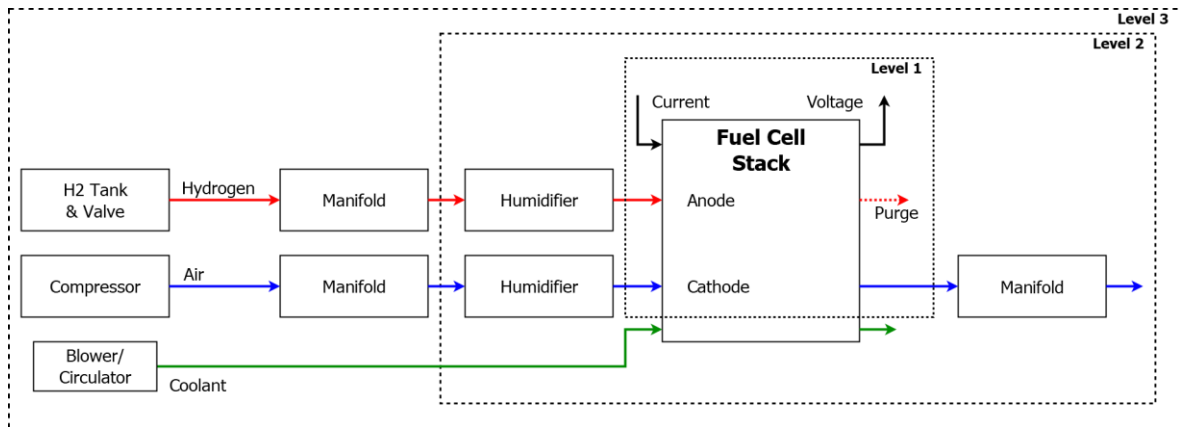 Level 3
Level 2
Level 1
Current
Voltage
Fuel Cell
Stack
H2 Tank
& Valve
Hydrogen
Manifold
Humidifier
Anode
Purge
Compressor
Air
Manifold
Humidifier
Cathode
Manifold
Blower/
Circulator
Coolant